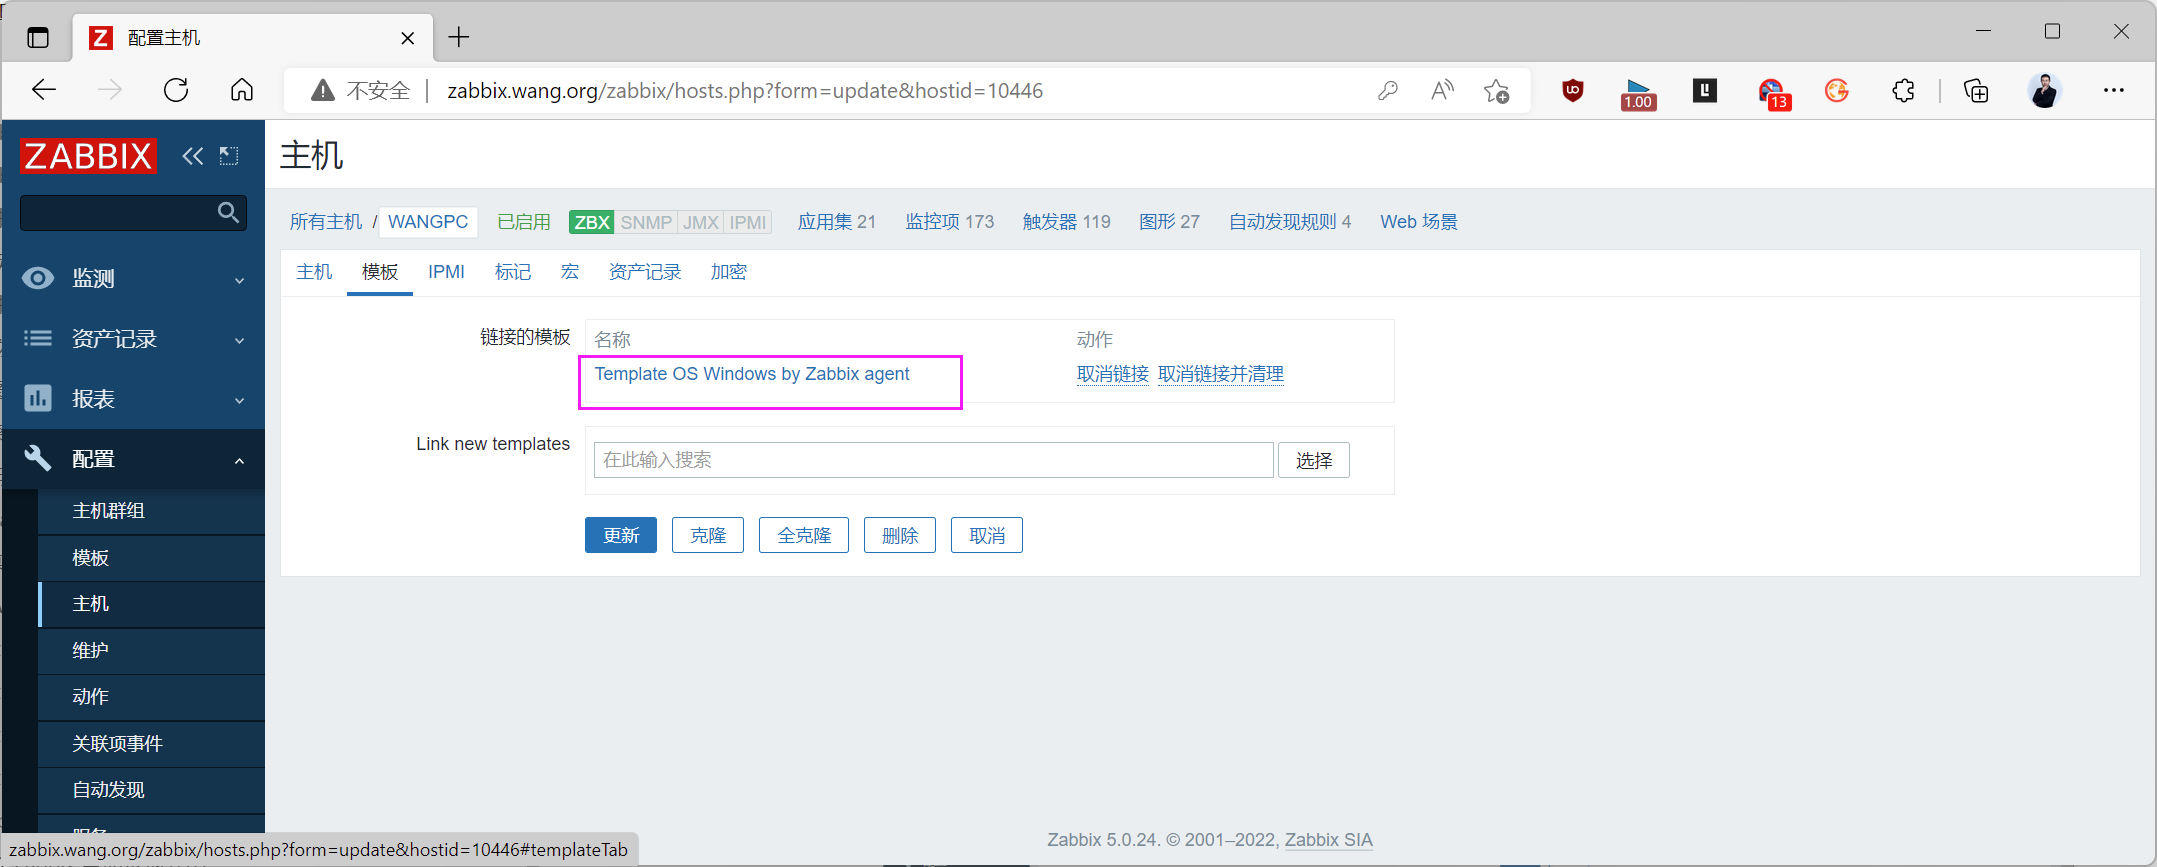 配置主机
不安全 zabbix.wang.org/zabbix/hosts.php?form=update&hostid=10446
1.00
13
ZABBIX
主机
所有主机 / WANGPC 已启用 ZBX SNMP JMX IPMI 应用集 21 监控项 173 触发器 119 图形 27 自动发现规则 4 Web 场景
主机 模板 IPMI 标记 宏 资产记录 加密
监测
资产记录
报表
配置
主机群组
模板
主机
维护
动作
关联项事件
自动发现
链接的模板 名称 动作
Template OS Windows by Zabbix agent 取消链接 取消链接并清理
Link new templates 在此输入搜索 选择
更新 克隆 全克隆 删除 取消
Zabbix 5.0.24. © 2001–2022, Zabbix SIA
zabbix.wang.org/zabbix/hosts.php?form=update&hostid=10446#templateTab